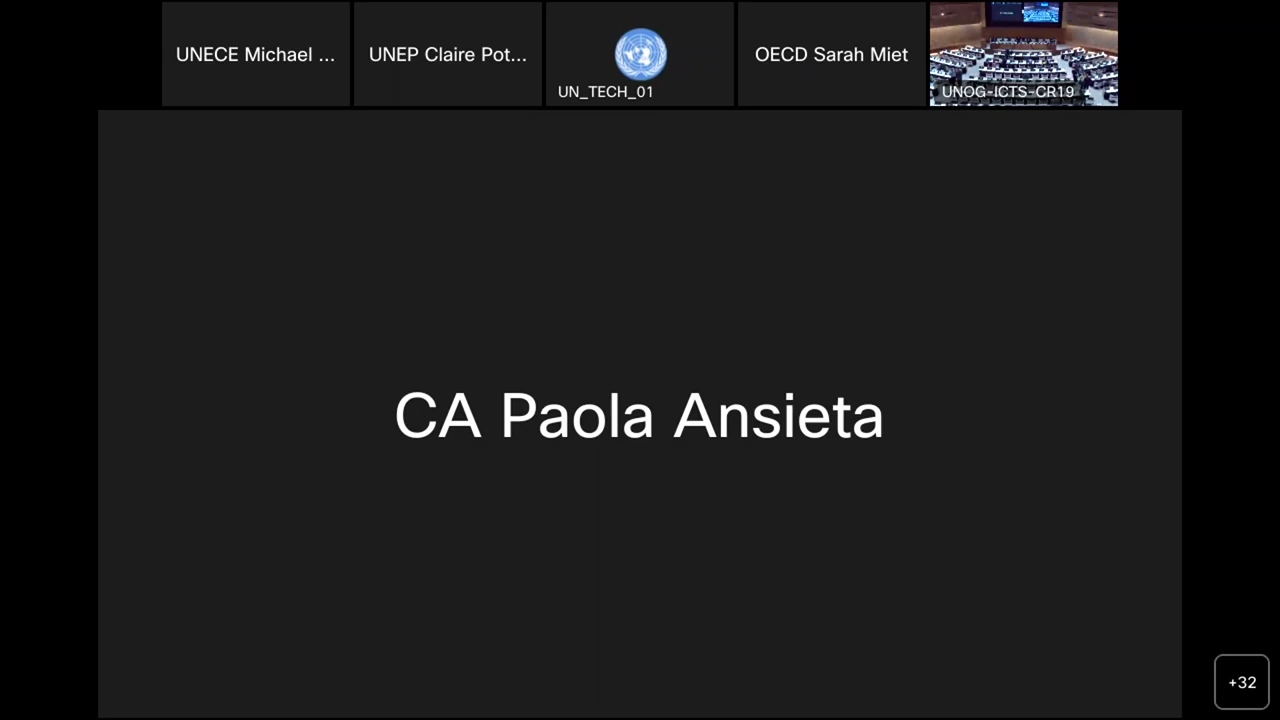 UNECE Michael ...
UNEP Claire Pot...
UN_TECH_01
OECD Sarah Miet
UNOG-ICTS-CR19
CA Paola Ansieta
+32